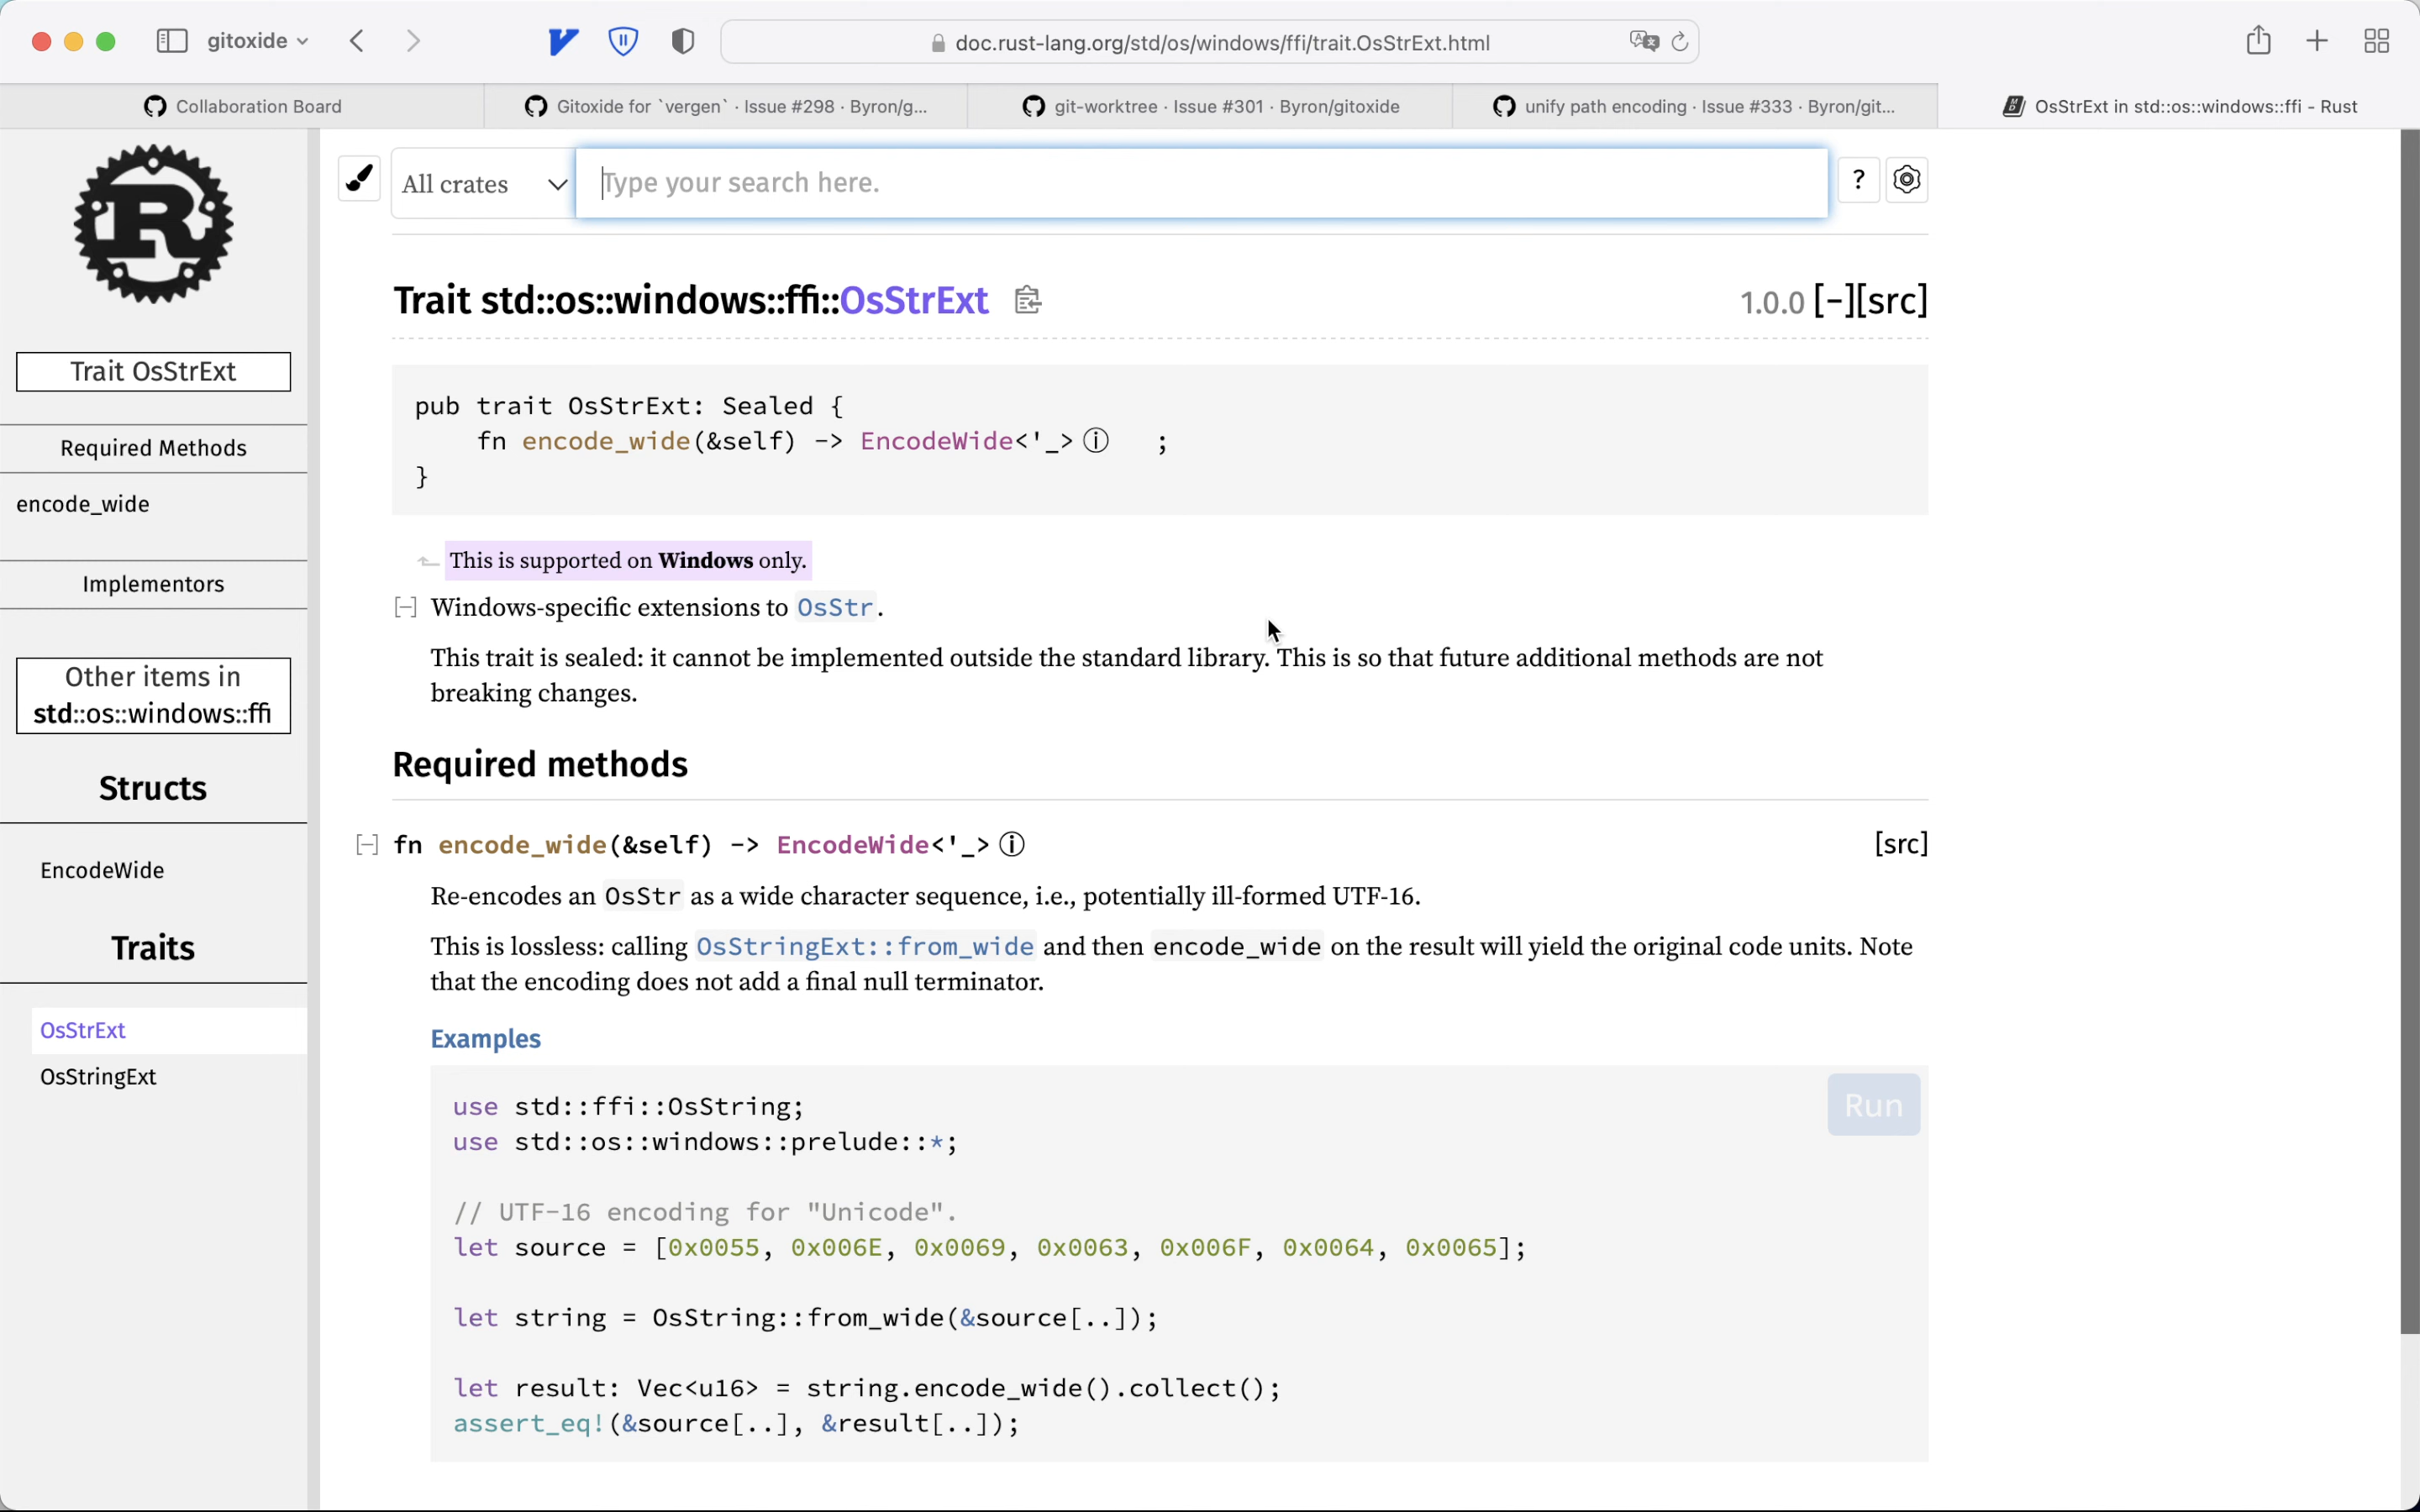 gitoxide
doc.rust-lang.org/std/os/windows/ffi/trait.OsStrExt.html
Collaboration Board
Gitoxide for `vergen` · Issue #298 · Byron/g...
git-worktree · Issue #301 · Byron/gitoxide
unify path encoding · Issue #333 · Byron/git...
OsStrExt in std::os::windows::ffi - Rust
R
Trait OsStrExt
Required Methods
encode_wide
Implementors
Other items in
std::os::windows::ffi
Structs
EncodeWide
Traits
OsStrExt
OsStringExt
All crates
Type your search here.
?
Trait std::os::windows::ffi::OsStrExt
1.0.0 [-][src]
pub trait OsStrExt: Sealed {
    fn encode_wide(&self) -> EncodeWide<'_> ⓘ ;
}
This is supported on Windows only.
[-] Windows-specific extensions to OsStr.
This trait is sealed: it cannot be implemented outside the standard library. This is so that future additional methods are not
breaking changes.
Required methods
[-] fn encode_wide(&self) -> EncodeWide<'_> ⓘ [src]
Re-encodes an OsStr as a wide character sequence, i.e., potentially ill-formed UTF-16.
This is lossless: calling OsStringExt::from_wide and then encode_wide on the result will yield the original code units. Note
that the encoding does not add a final null terminator.
Examples
Run
use std::ffi::OsString;
use std::os::windows::prelude::*;
// UTF-16 encoding for "Unicode".
let source = [0x0055, 0x006E, 0x0069, 0x0063, 0x006F, 0x0064, 0x0065];
let string = OsString::from_wide(&source[..]);
let result: Vec<u16> = string.encode_wide().collect();
assert_eq!(&source[..], &result[..]);